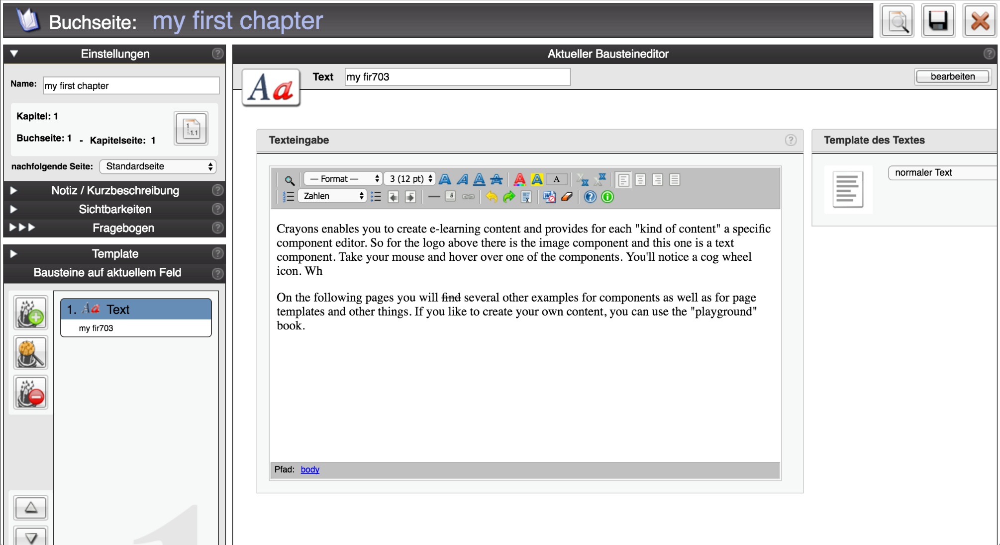 Buchseite: my first chapter
Einstellungen
Name: my first chapter
Kapitel: 1
Buchseite: 1 - Kapitelseite: 1
nachfolgende Seite: Standardseite
Notiz / Kurzbeschreibung
Sichtbarkeiten
Fragebogen
Template
Bausteine auf aktuellem Feld
1. Aa Text
my fir703
Aktueller Bausteineditor
Aa Text my fir703 bearbeiten
Texteingabe
— Format — 3 (12 pt)
Zahlen
Crayons enables you to create e-learning content and provides for each "kind of content" a specific
component editor. So for the logo above there is the image component and this one is a text
component. Take your mouse and hover over one of the components. You'll notice a cog wheel
icon. Wh
On the following pages you will find several other examples for components as well as for page
templates and other things. If you like to create your own content, you can use the "playground"
book.
Pfad: body
Template des Textes
normaler Text